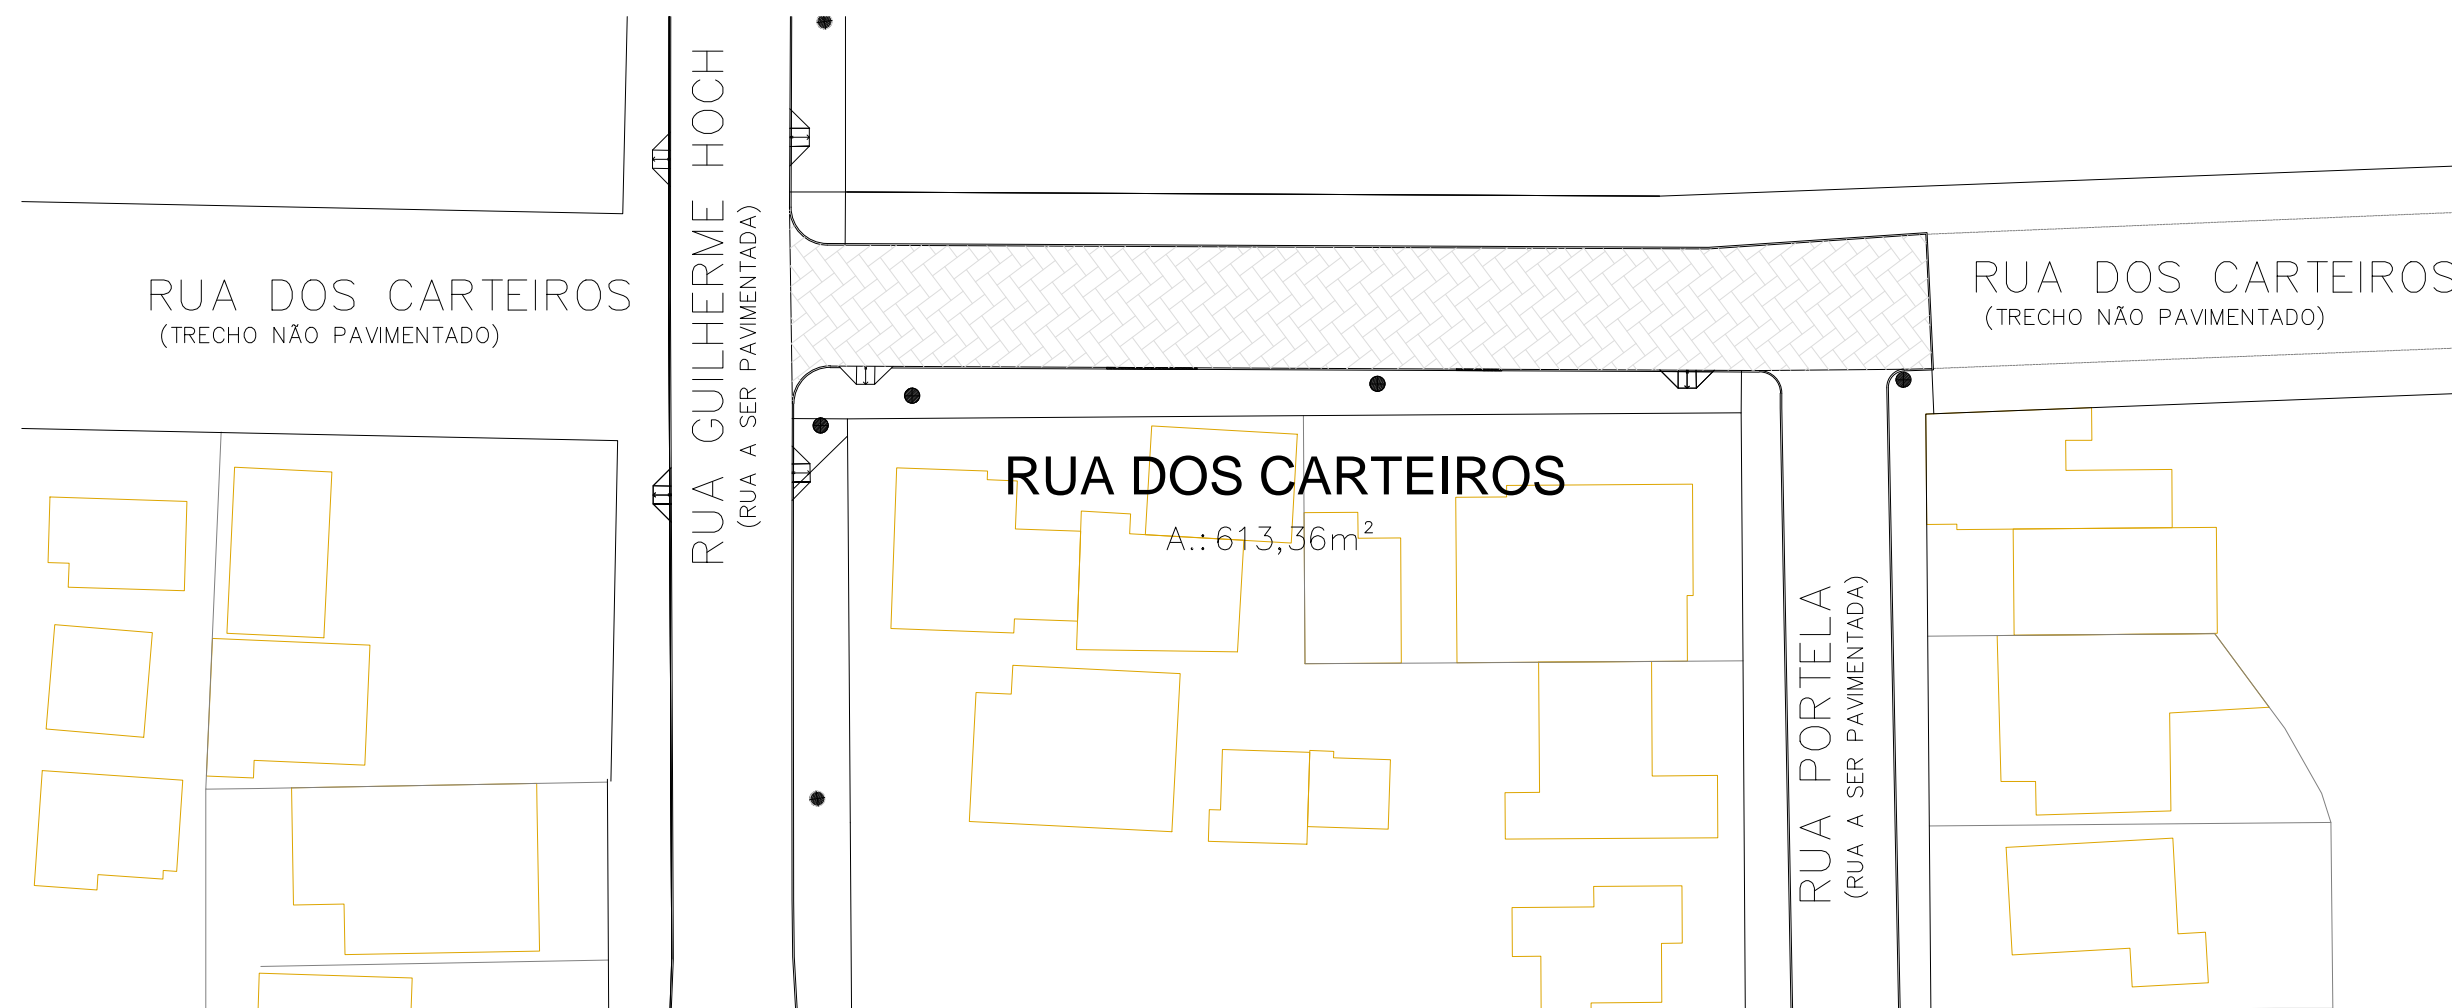 RUA DOS CARTEIROS
(TRECHO NÃO PAVIMENTADO)
RUA GUILHERME HOCH
(RUA A SER PAVIMENTADA)
RUA DOS CARTEIROS
(TRECHO NÃO PAVIMENTADO)
RUA DOS CARTEIROS
A.: 613,36m²
RUA PORTELA
(RUA A SER PAVIMENTADA)